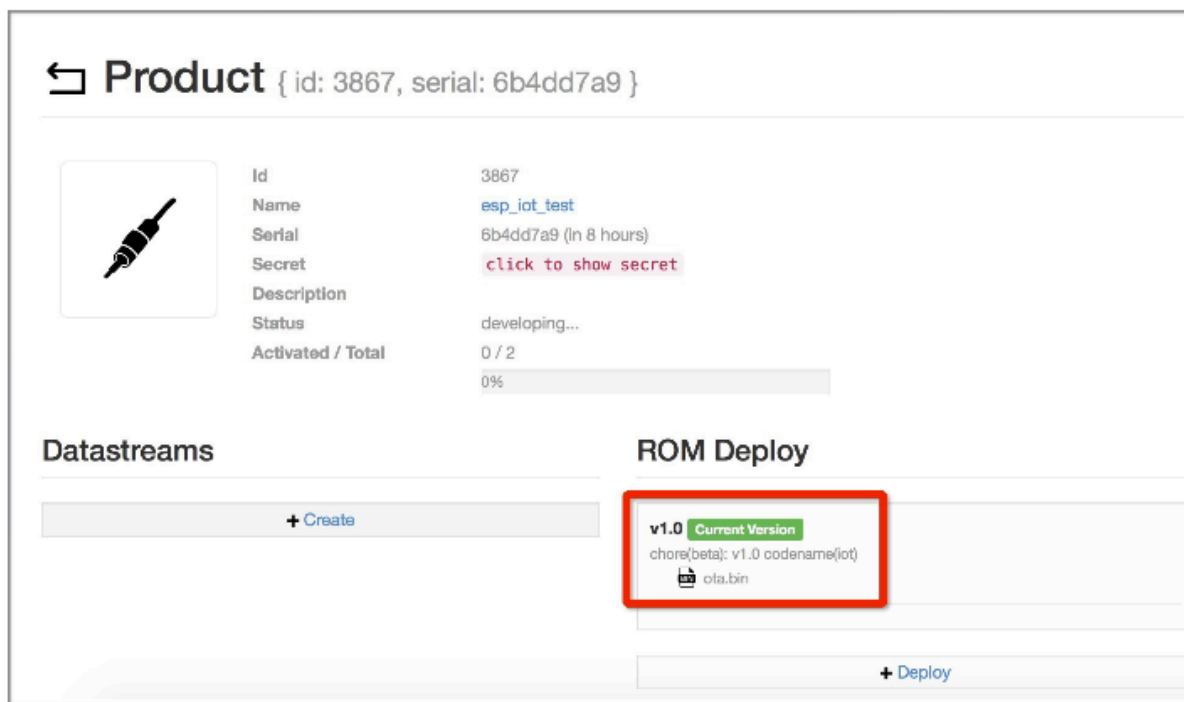 Product { id: 3867, serial: 6b4dd7a9 }
Id 3867
Name esp_iot_test
Serial 6b4dd7a9 (in 8 hours)
Secret click to show secret
Description
Status developing...
Activated / Total 0 / 2
0%
Datastreams
+ Create
ROM Deploy
v1.0 Current Version
chore(beta): v1.0 codename(iot)
ota.bin
+ Deploy